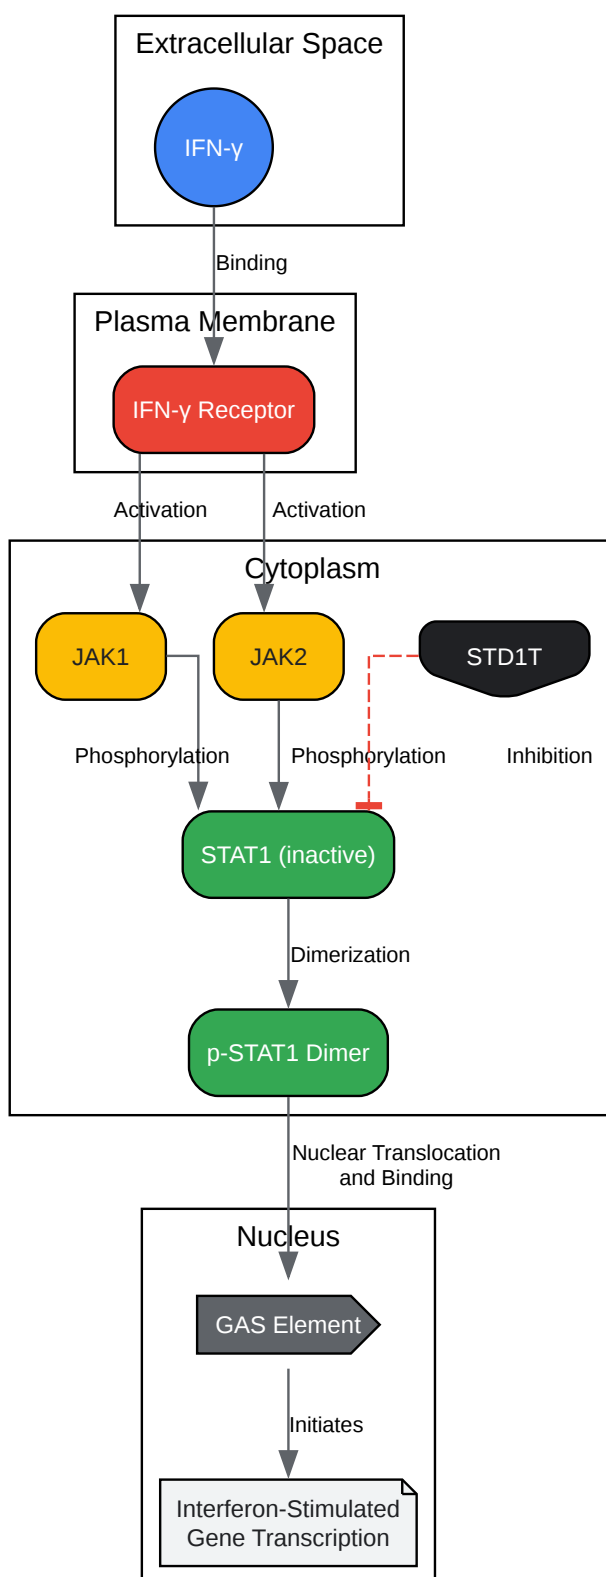 Extracellular Space
IFN-γ
Binding
Plasma Membrane
IFN-γ Receptor
Activation
Activation
Cytoplasm
JAK1
JAK2
STD1T
Phosphorylation
Phosphorylation
Inhibition
STAT1 (inactive)
Dimerization
p-STAT1 Dimer
Nuclear Translocation
and Binding
Nucleus
GAS Element
Initiates
Interferon-Stimulated
Gene Transcription